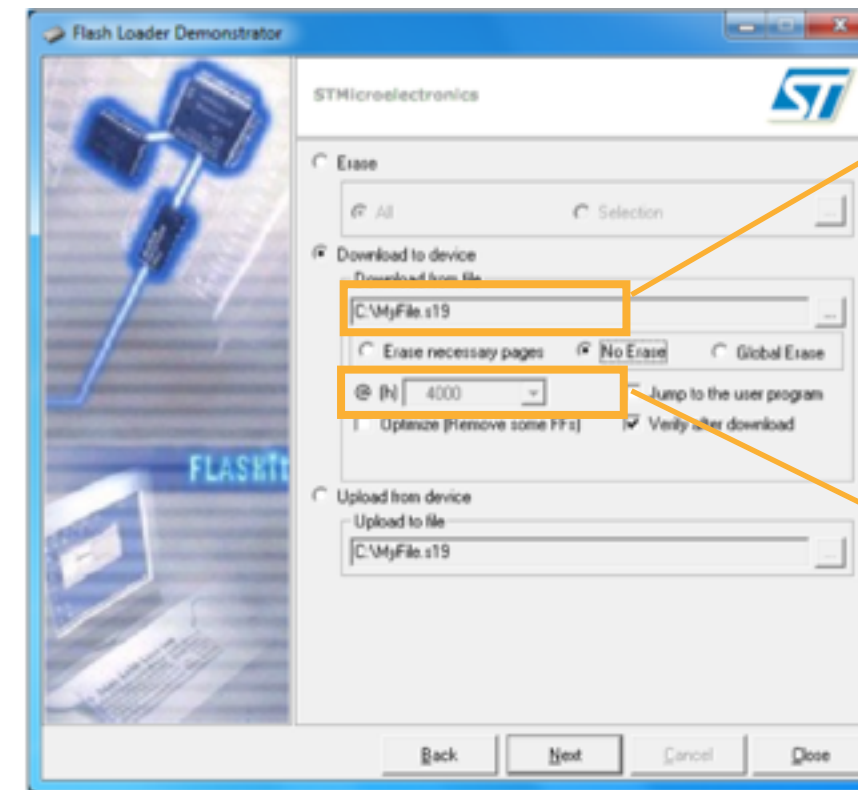 Flash Loader Demonstrator
STMicroelectronics
ST
Erase
All Selection ...
Download to device
Download from file
C:\MyFile.s19 ...
Erase necessary pages No Erase Global Erase
@ (h) 4000 Jump to the user program
Optimize (Remove some FFs) Verify after download
FLASHIt
Upload from device
Upload to file
C:\MyFile.s19 ...
Back Next Cancel Close